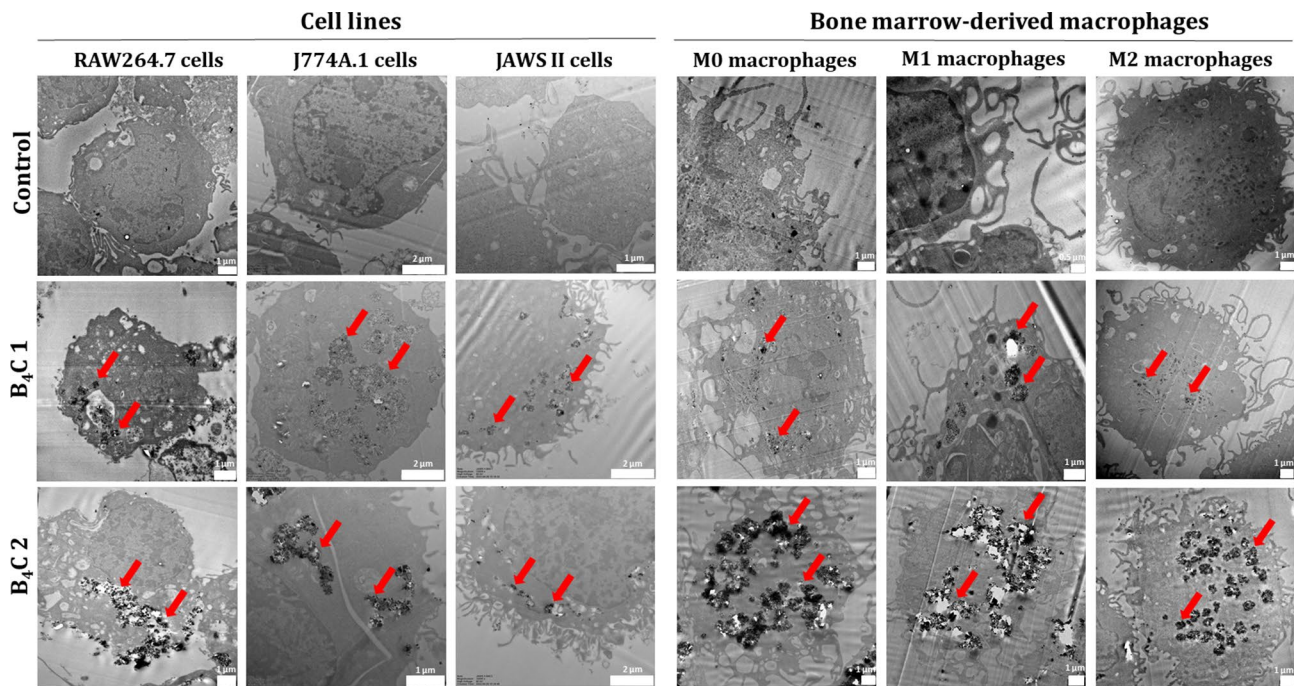 Cell lines
Bone marrow-derived macrophages
RAW264.7 cells
J774A.1 cells
JAWS II cells
M0 macrophages
M1 macrophages
M2 macrophages
Control
1 μm
2 μm
1 μm
1 μm
0.5 μm
1 μm
B₄C 1
1 μm
2 μm
2 μm
1 μm
1 μm
1 μm
B₄C 2
1 μm
1 μm
2 μm
1 μm
1 μm
1 μm